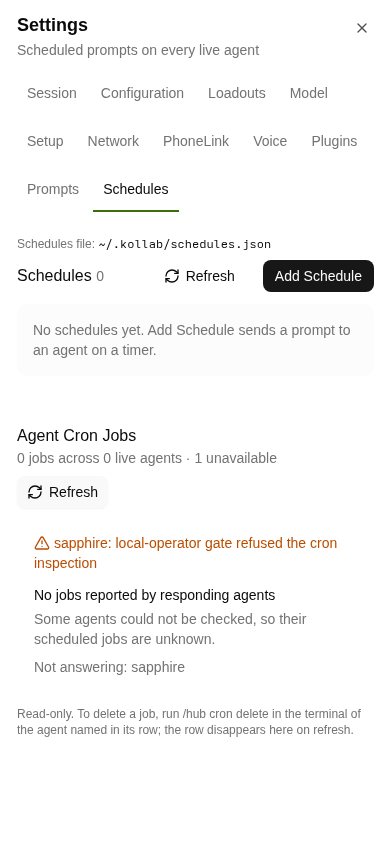 Settings
Scheduled prompts on every live agent
Session Configuration Loadouts Model
Setup Network PhoneLink Voice Plugins
Prompts Schedules
Schedules file: ~/.kollab/schedules.json
Schedules 0 Refresh Add Schedule
No schedules yet. Add Schedule sends a prompt to
an agent on a timer.
Agent Cron Jobs
0 jobs across 0 live agents · 1 unavailable
Refresh
sapphire: local-operator gate refused the cron
inspection
No jobs reported by responding agents
Some agents could not be checked, so their
scheduled jobs are unknown.
Not answering: sapphire
Read-only. To delete a job, run /hub cron delete in the terminal of
the agent named in its row; the row disappears here on refresh.